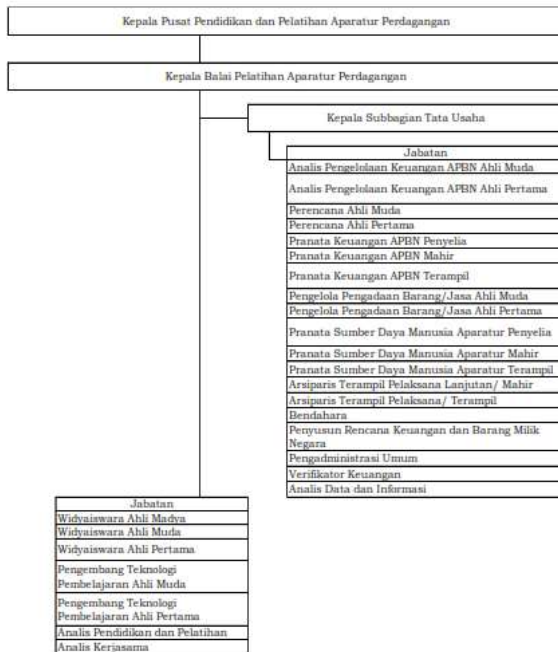 Kepala Pusat Pendidikan dan Pelatihan Aparatur Perdagangan
Kepala Balai Pelatihan Aparatur Perdagangan
Kepala Subbagian Tata Usaha
Jabatan
Analis Pengelolaan Keuangan APBN Ahli Muda
Analis Pengelolaan Keuangan APBN Ahli Pertama
Perencana Ahli Muda
Perencana Ahli Pertama
Pranata Keuangan APBN Penyelia
Pranata Keuangan APBN Mahir
Pranata Keuangan APBN Terampil
Pengelola Pengadaan Barang/Jasa Ahli Muda
Pengelola Pengadaan Barang/Jasa Ahli Pertama
Pranata Sumber Daya Manusia Aparatur Penyelia
Pranata Sumber Daya Manusia Aparatur Mahir
Pranata Sumber Daya Manusia Aparatur Terampil
Arsiparis Terampil Pelaksana Lanjutan/ Mahir
Arsiparis Terampil Pelaksana/ Terampil
Bendahara
Penyusun Rencana Keuangan dan Barang Milik
Negara
Pengadministrasi Umum
Verifikator Keuangan
Analis Data dan Informasi
Jabatan
Widyaiswara Ahli Madya
Widyaiswara Ahli Muda
Widyaiswara Ahli Pertama
Pengembang Teknologi
Pembelajaran Ahli Muda
Pengembang Teknologi
Pembelajaran Ahli Pertama
Analis Pendidikan dan Pelatihan
Analis Kerjasama